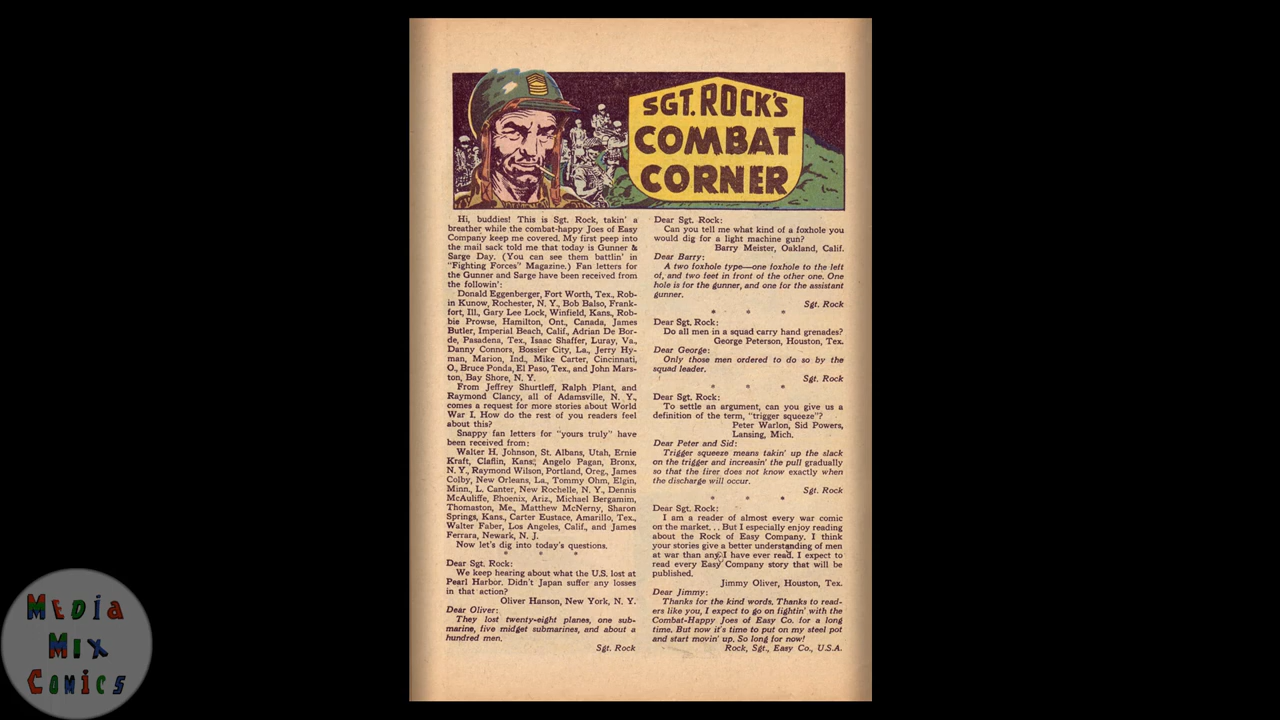 SGT. ROCK'S
COMBAT
CORNER
Hi, buddies! This is Sgt. Rock, takin' a
breather while the combat-happy Joes of Easy
Company keep me covered. My first peep into
the mail sack told me that today is Gunner &
Sarge Day. (You can see them battlin' in
"Fighting Forces" Magazine.) Fan letters for
the Gunner and Sarge have been received from
the followin':
Donald Eggenberger, Fort Worth, Tex., Rob-
in Kunow, Rochester, N. Y., Bob Balso, Frank-
fort, Ill., Gary Lee Lock, Winfield, Kans., Rob-
bie Prowse, Hamilton, Ont., Canada, James
Butler, Imperial Beach, Calif., Adrian De Bor-
de, Pasadena, Tex., Isaac Shaffer, Luray, Va.,
Danny Connors, Bossier City, La., Jerry Hy-
man, Marion, Ind., Mike Carter, Cincinnati,
O., Bruce Ponda, El Paso, Tex., and John Mars-
ton, Bay Shore, N. Y.
From Jeffrey Shurtleff, Ralph Plant, and
Raymond Clancy, all of Adamsville, N. Y.,
comes a request for more stories about World
War I. How do the rest of you readers feel
about this?
Snappy fan letters for "yours truly" have
been received from:
Walter H. Johnson, St. Albans, Utah, Ernie
Kraft, Claflin, Kans., Angelo Pagan, Bronx,
N. Y., Raymond Wilson, Portland, Oreg., James
Colby, New Orleans, La., Tommy Ohm, Elgin,
Minn., L. Canter, New Rochelle, N. Y., Dennis
McAuliffe, Phoenix, Ariz., Michael Bergamim,
Thomaston, Me., Matthew McNerny, Sharon
Springs, Kans., Carter Eustace, Amarillo, Tex.,
Walter Faber, Los Angeles, Calif., and James
Ferrara, Newark, N. J.
Now let's dig into today's questions.
* * *
Dear Sgt. Rock:
We keep hearing about what the U.S. lost at
Pearl Harbor. Didn't Japan suffer any losses
in that action?
Oliver Hanson, New York, N. Y.
Dear Oliver:
They lost twenty-eight planes, one sub-
marine, five midget submarines, and about a
hundred men.
Sgt. Rock
Dear Sgt. Rock:
Can you tell me what kind of a foxhole you
would dig for a light machine gun?
Barry Meister, Oakland, Calif.
Dear Barry:
A two foxhole type—one foxhole to the left
of, and two feet in front of the other one. One
hole is for the gunner, and one for the assistant
gunner.
Sgt. Rock
* * *
Dear Sgt. Rock:
Do all men in a squad carry hand grenades?
George Peterson, Houston, Tex.
Dear George:
Only those men ordered to do so by the
squad leader.
Sgt. Rock
* * *
Dear Sgt. Rock:
To settle an argument, can you give us a
definition of the term, "trigger squeeze"?
Peter Warlon, Sid Powers,
Lansing, Mich.
Dear Peter and Sid:
Trigger squeeze means takin' up the slack
on the trigger and increasin' the pull gradually
so that the firer does not know exactly when
the discharge will occur.
Sgt. Rock
* * *
Dear Sgt. Rock:
I am a reader of almost every war comic
on the market. . . But I especially enjoy reading
about the Rock of Easy Company. I think
your stories give a better understanding of men
at war than any I have ever read. I expect to
read every Easy Company story that will be
published.
Jimmy Oliver, Houston, Tex.
Dear Jimmy:
Thanks for the kind words. Thanks to read-
ers like you, I expect to go on fightin' with the
Combat-Happy Joes of Easy Co. for a long
time. But now it's time to put on my steel pot
and start movin' up. So long for now!
Rock, Sgt., Easy Co., U.S.A.
MEDIA
MIX
COMICS